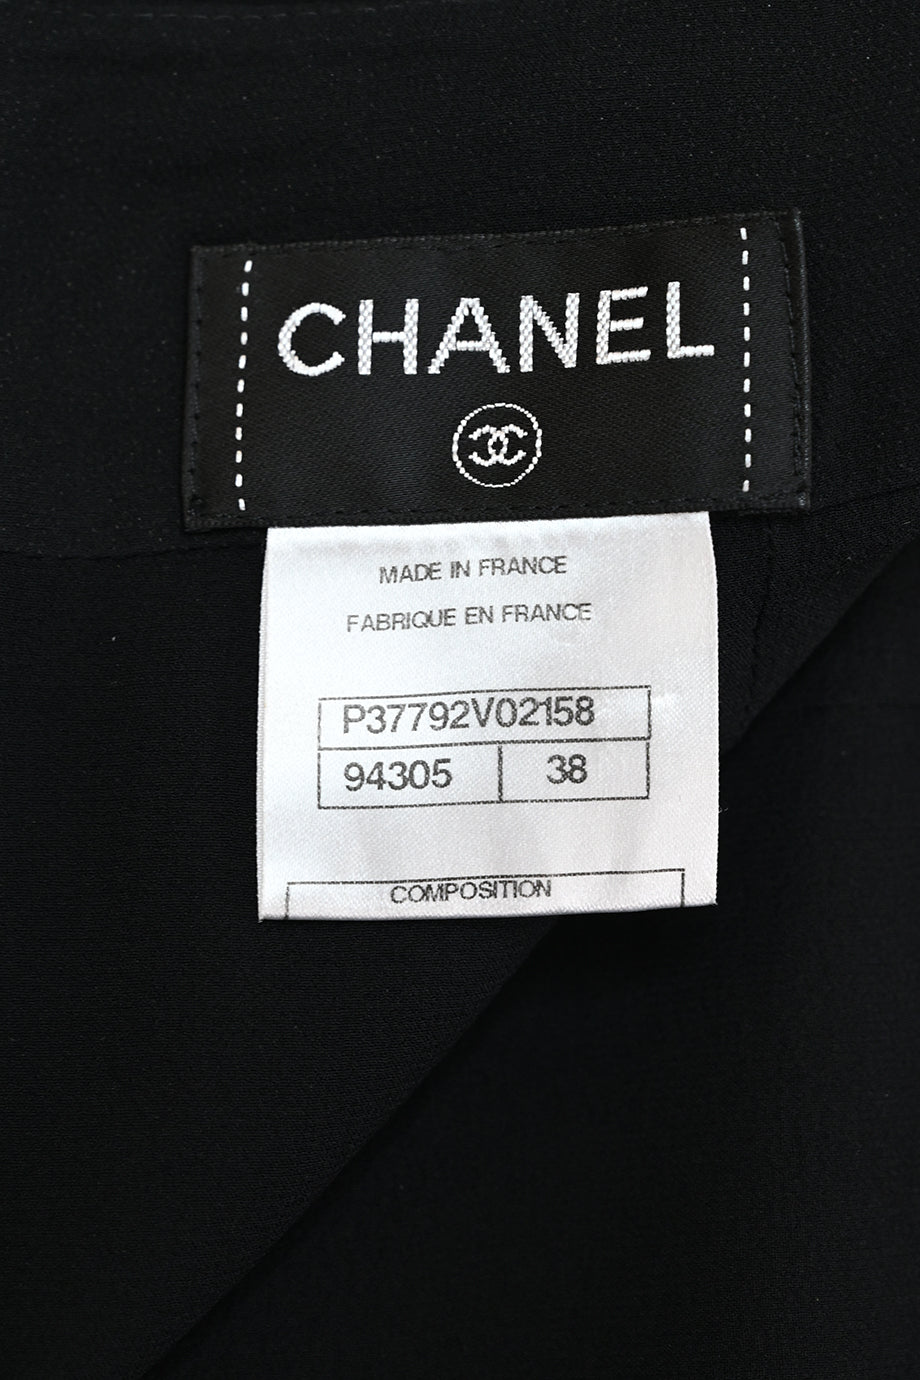 CHANEL
MADE IN FRANCE
FABRIQUE EN FRANCE
P37792V02158
94305 38
COMPOSITION